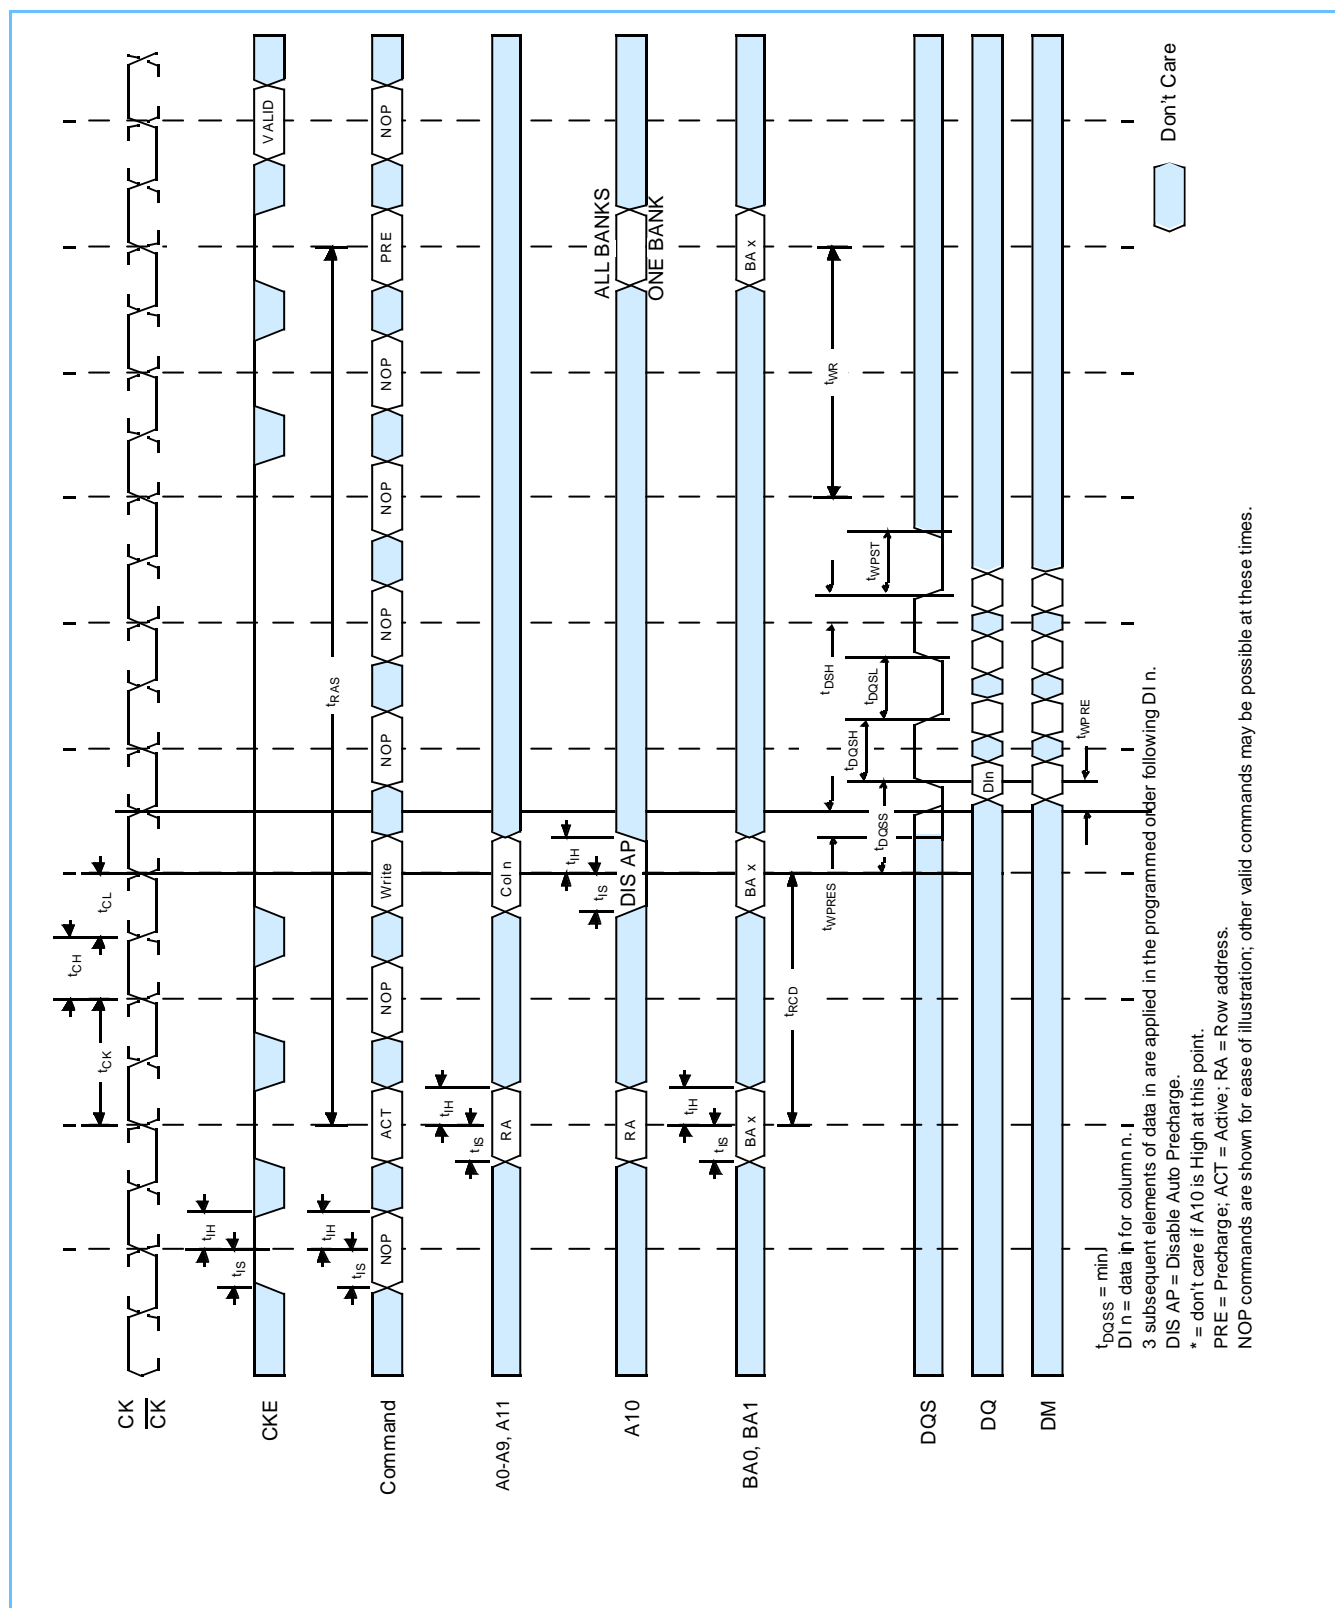 CK
CK
tCK
tCH
tCL
CKE
tIS
tIH
VALID
tIS
tIH
tRAS
Command
NOP
ACT
NOP
Write
NOP
NOP
NOP
NOP
PRE
NOP
tIS
tIH
A0-A9, A11
RA
Col n
tIS
tIH
ALL BANKS
A10
RA
DIS AP
ONE BANK
tIS
tIH
BA0, BA1
BA x
BA x
BA x
tRCD
tWR
tWPRES
tDSH
tDQSS
tDQSH
tDQSL
tWPST
DQS
DQ
DIn
DM
tWPRE
tDQSS = min.
DI n = data in for column n.
3 subsequent elements of data in are applied in the programmed order following DI n.
DIS AP = Disable Auto Precharge.
* = don't care if A10 is High at this point.
PRE = Precharge; ACT = Active; RA = Row address.
NOP commands are shown for ease of illustration; other valid commands may be possible at these times.
Don't Care